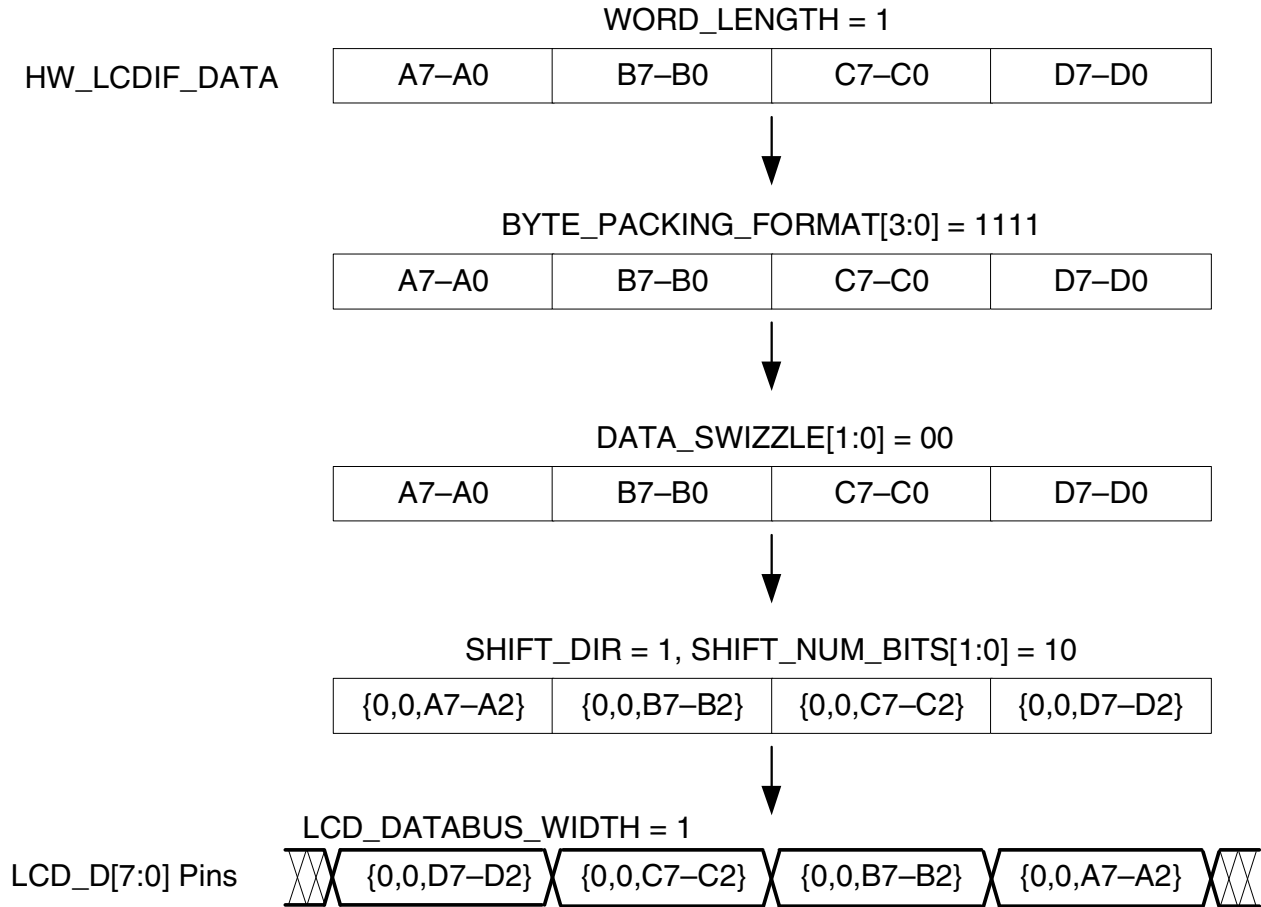 WORD_LENGTH = 1
HW_LCDIF_DATA A7–A0 B7–B0 C7–C0 D7–D0
BYTE_PACKING_FORMAT[3:0] = 1111
A7–A0 B7–B0 C7–C0 D7–D0
DATA_SWIZZLE[1:0] = 00
A7–A0 B7–B0 C7–C0 D7–D0
SHIFT_DIR = 1, SHIFT_NUM_BITS[1:0] = 10
{0,0,A7–A2} {0,0,B7–B2} {0,0,C7–C2} {0,0,D7–D2}
LCD_DATABUS_WIDTH = 1
LCD_D[7:0] Pins {0,0,D7–D2} {0,0,C7–C2} {0,0,B7–B2} {0,0,A7–A2}